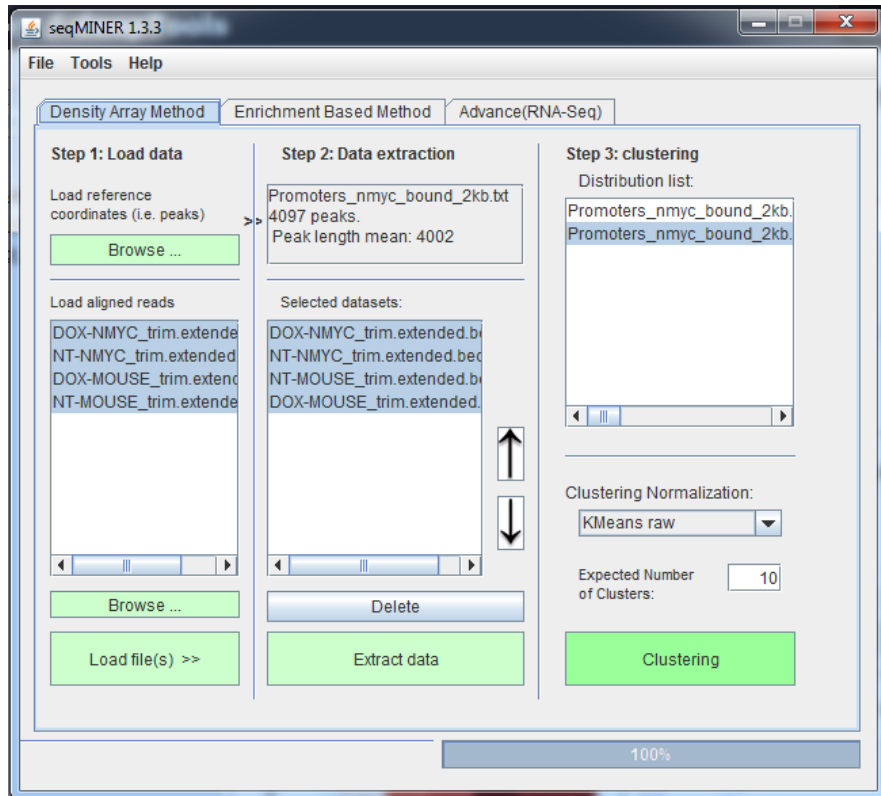 seqMINER 1.3.3
File Tools Help
Density Array Method
Enrichment Based Method
Advance(RNA-Seq)
Step 1: Load data
Load reference
coordinates (i.e. peaks)
>>
Browse ...
Load aligned reads
DOX-NMYC_trim.extende
NT-NMYC_trim.extended.
DOX-MOUSE_trim.extend
NT-MOUSE_trim.extende
Browse ...
Load file(s) >>
Step 2: Data extraction
Promoters_nmyc_bound_2kb.txt
4097 peaks.
Peak length mean: 4002
Selected datasets:
DOX-NMYC_trim.extended.be
NT-NMYC_trim.extended.bed
NT-MOUSE_trim.extended.be
DOX-MOUSE_trim.extended.
Delete
Extract data
Step 3: clustering
Distribution list:
Promoters_nmyc_bound_2kb.
Promoters_nmyc_bound_2kb.
Clustering Normalization:
KMeans raw
Expected Number
of Clusters:
10
Clustering
100%